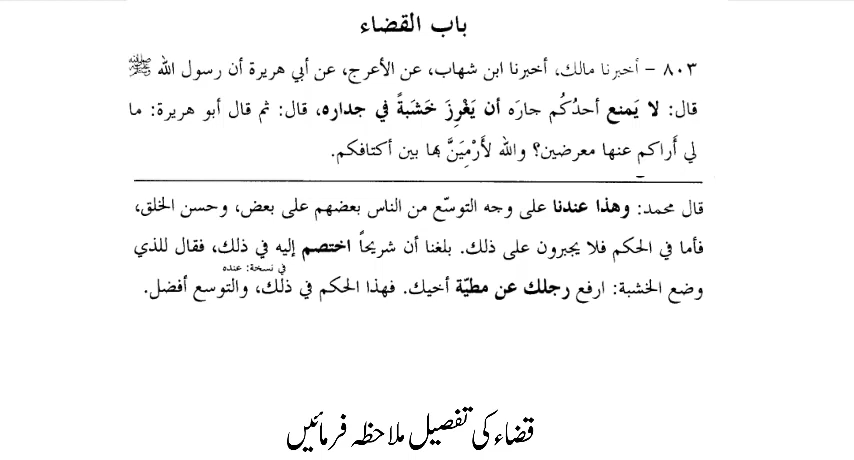 باب القضاء
٨٠٣ - أخبرنا مالك، أخبرنا ابن شهاب، عن الأعرج، عن أبي هريرة أن رسول الله ﷺ
قال: لا يَمنع أحدُكُم جارَه أن يَغْرِزَ خَشَبةً في جداره، قال: ثم قال أبو هريرة: ما
لي أَراكم عنها معرضين؟ والله لأَرْمِيَنَّ بها بين أكتافكم.
قال محمد: وهذا عندنا على وجه التوسّع من الناس بعضهم على بعض، وحسن الخلق،
فأما في الحكم فلا يجبرون على ذلك. بلغنا أن شريحاً اختصم إليه في ذلك، فقال للذي
في نسخة: عنده
وضع الخشبة: ارفع رجلك عن مطيّة أخيك. فهذا الحكم في ذلك، والتوسع أفضل.
قضاء کی تفصیل ملاحظہ فرمائیں